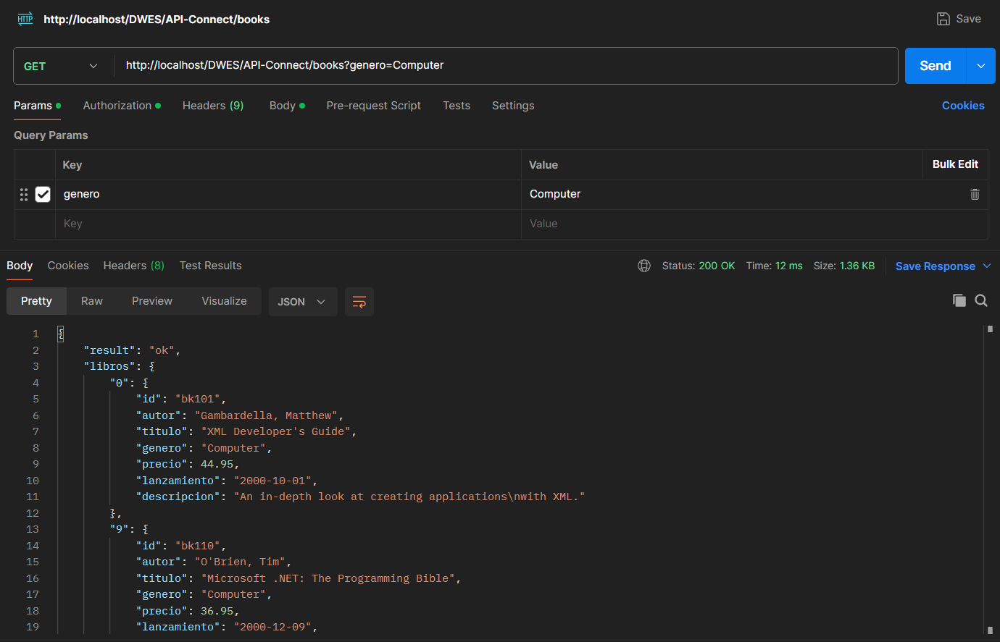 HTTP http://localhost/DWES/API-Connect/books Save
GET http://localhost/DWES/API-Connect/books?genero=Computer Send
Params Authorization Headers (9) Body Pre-request Script Tests Settings Cookies
Query Params
Key Value Bulk Edit
genero Computer
Key Value
Body Cookies Headers (8) Test Results Status: 200 OK Time: 12 ms Size: 1.36 KB Save Response
Pretty Raw Preview Visualize JSON
1 {
2 "result": "ok",
3 "libros": {
4 "0": {
5 "id": "bk101",
6 "autor": "Gambardella, Matthew",
7 "titulo": "XML Developer's Guide",
8 "genero": "Computer",
9 "precio": 44.95,
10 "lanzamiento": "2000-10-01",
11 "descripcion": "An in-depth look at creating applications\nwith XML."
12 },
13 "9": {
14 "id": "bk110",
15 "autor": "O'Brien, Tim",
16 "titulo": "Microsoft .NET: The Programming Bible",
17 "genero": "Computer",
18 "precio": 36.95,
19 "lanzamiento": "2000-12-09",